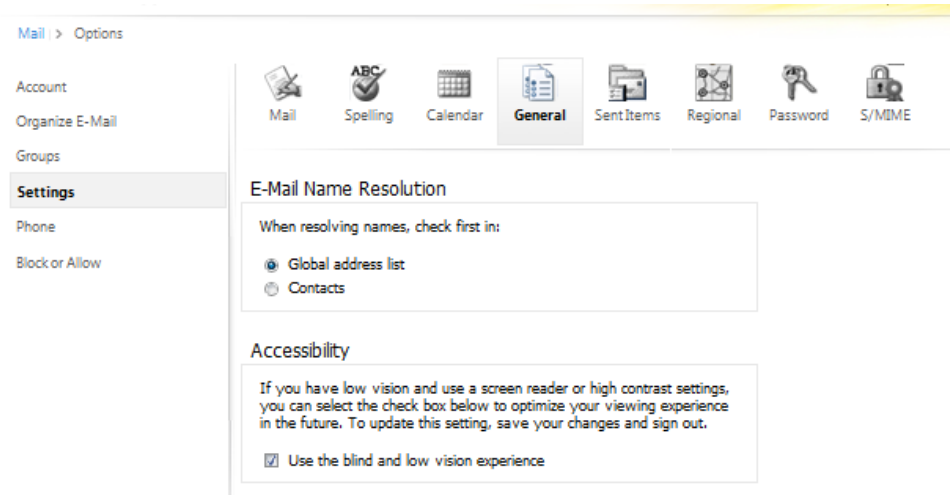 Mail > Options
Account
Organize E-Mail
Groups
Settings
Phone
Block or Allow
ABC
Mail Spelling Calendar General Sent Items Regional Password S/MIME
E-Mail Name Resolution
When resolving names, check first in:
Global address list
Contacts
Accessibility
If you have low vision and use a screen reader or high contrast settings,
you can select the check box below to optimize your viewing experience
in the future. To update this setting, save your changes and sign out.
Use the blind and low vision experience